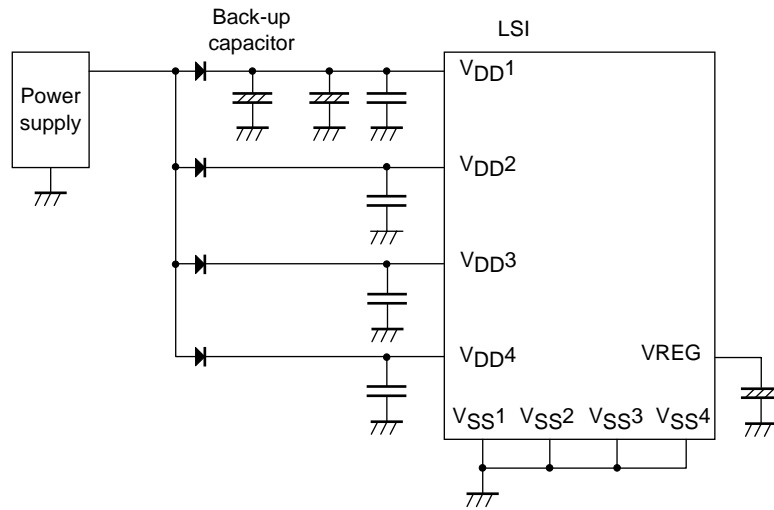 Back-up
capacitor
LSI
Power
supply
VDD1
VDD2
VDD3
VDD4
VREG
VSS1 VSS2 VSS3 VSS4